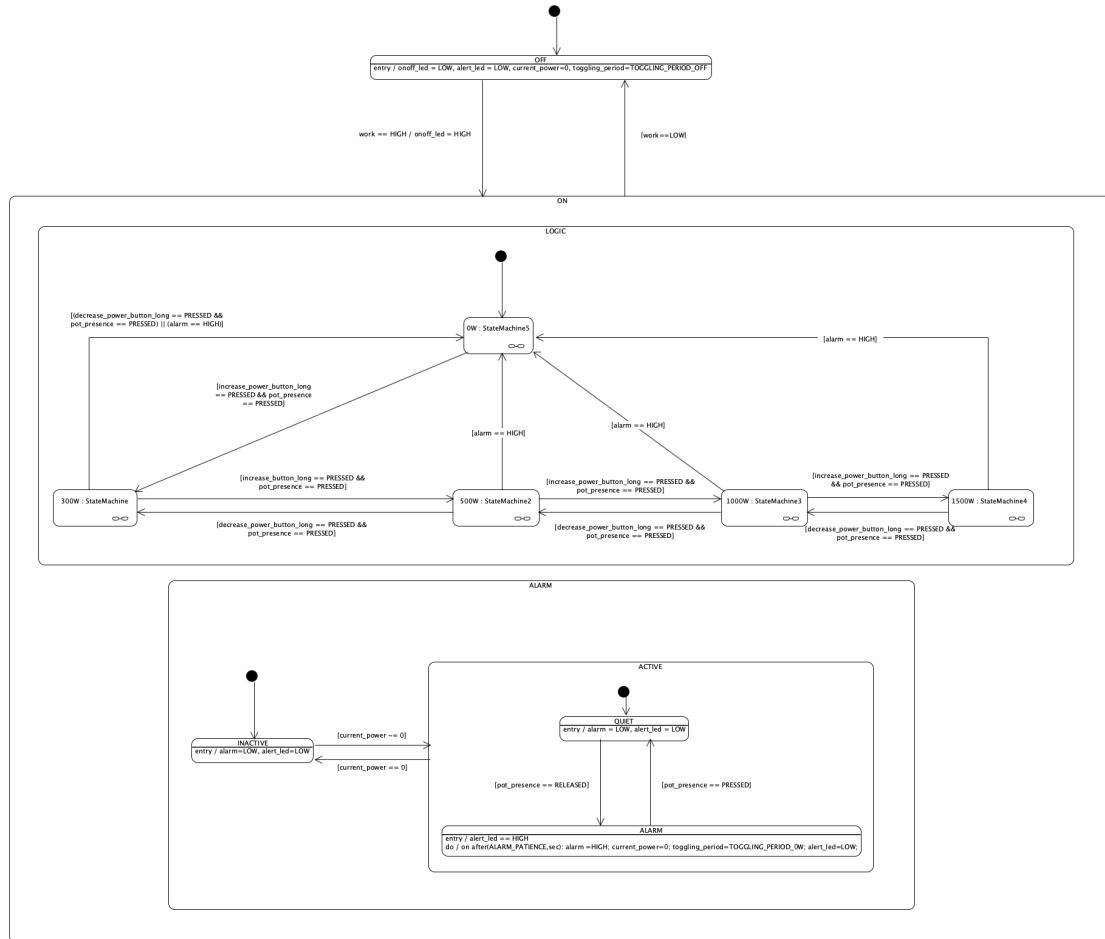 OFF
entry / onoff_led = LOW, alert_led = LOW, current_power=0, toggling_period=TOGGLING_PERIOD_OFF
work == HIGH / onoff_led = HIGH
[work==LOW]
ON
LOGIC
[(decrease_power_button_long == PRESSED &&
pot_presence == PRESSED) || (alarm == HIGH)]
0W : StateMachine5
[alarm == HIGH]
[increase_power_button_long
== PRESSED && pot_presence
== PRESSED]
[alarm == HIGH]
[alarm == HIGH]
[increase_power_button_long == PRESSED &&
pot_presence == PRESSED]
[increase_power_button_long == PRESSED &&
pot_presence == PRESSED]
[increase_power_button_long == PRESSED
&& pot_presence == PRESSED]
300W : StateMachine
500W : StateMachine2
1000W : StateMachine3
1500W : StateMachine4
[decrease_power_button_long == PRESSED &&
pot_presence == PRESSED]
[decrease_power_button_long == PRESSED &&
pot_presence == PRESSED]
[decrease_power_button_long == PRESSED &&
pot_presence == PRESSED]
ALARM
ACTIVE
INACTIVE
entry / alarm=LOW, alert_led=LOW
[current_power ~= 0]
[current_power == 0]
QUIET
entry / alarm = LOW, alert_led = LOW
[pot_presence == RELEASED]
[pot_presence == PRESSED]
ALARM
entry / alert_led == HIGH
do / on after(ALARM_PATIENCE,sec): alarm =HIGH; current_power=0; toggling_period=TOGGLING_PERIOD_0W; alert_led=LOW;